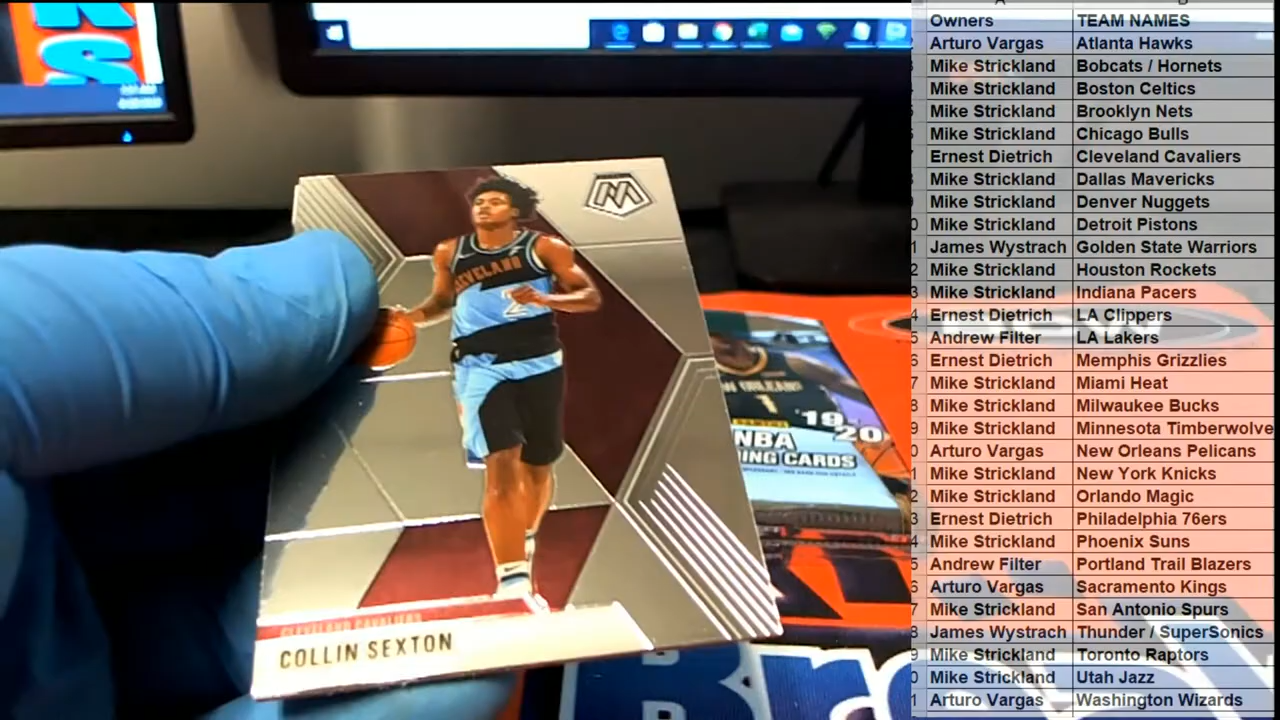 Owners TEAM NAMES
Arturo Vargas Atlanta Hawks
Mike Strickland Bobcats / Hornets
Mike Strickland Boston Celtics
Mike Strickland Brooklyn Nets
Mike Strickland Chicago Bulls
Ernest Dietrich Cleveland Cavaliers
Mike Strickland Dallas Mavericks
Mike Strickland Denver Nuggets
Mike Strickland Detroit Pistons
James Wystrach Golden State Warriors
Mike Strickland Houston Rockets
Mike Strickland Indiana Pacers
Ernest Dietrich LA Clippers
Andrew Filter LA Lakers
Ernest Dietrich Memphis Grizzlies
Mike Strickland Miami Heat
Mike Strickland Milwaukee Bucks
Mike Strickland Minnesota Timberwolve
Arturo Vargas New Orleans Pelicans
Mike Strickland New York Knicks
Mike Strickland Orlando Magic
Ernest Dietrich Philadelphia 76ers
Mike Strickland Phoenix Suns
Andrew Filter Portland Trail Blazers
Arturo Vargas Sacramento Kings
Mike Strickland San Antonio Spurs
James Wystrach Thunder / SuperSonics
Mike Strickland Toronto Raptors
Mike Strickland Utah Jazz
Arturo Vargas Washington Wizards
M
CLEVELAND
2
CLEVELAND CAVALIERS
COLLIN SEXTON
ORLEANS
1
19
20
NBA
ING CARDS
KS
Br